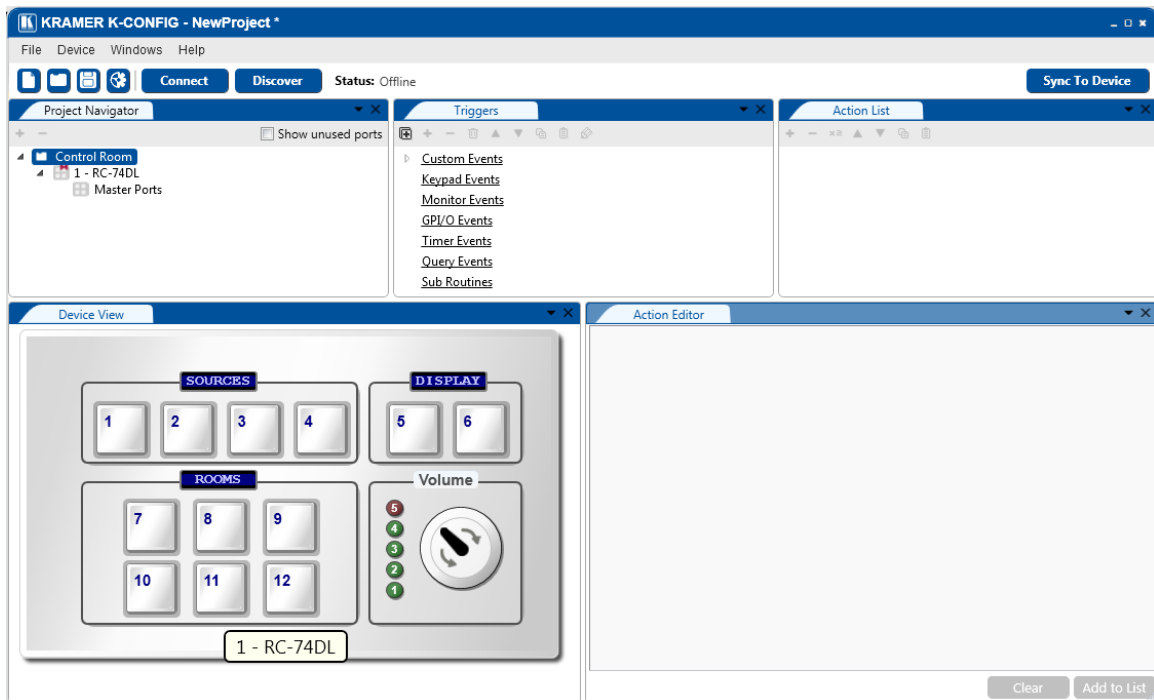 KRAMER K-CONFIG - NewProject *
File Device Windows Help
Connect Discover Status: Offline Sync To Device
Project Navigator
Show unused ports
Control Room
1 - RC-74DL
Master Ports
Triggers
Custom Events
Keypad Events
Monitor Events
GPI/O Events
Timer Events
Query Events
Sub Routines
Action List
Device View
SOURCES
1 2 3 4
DISPLAY
5 6
ROOMS
7 8 9
10 11 12
Volume
5
4
3
2
1
1 - RC-74DL
Action Editor
Clear Add to List